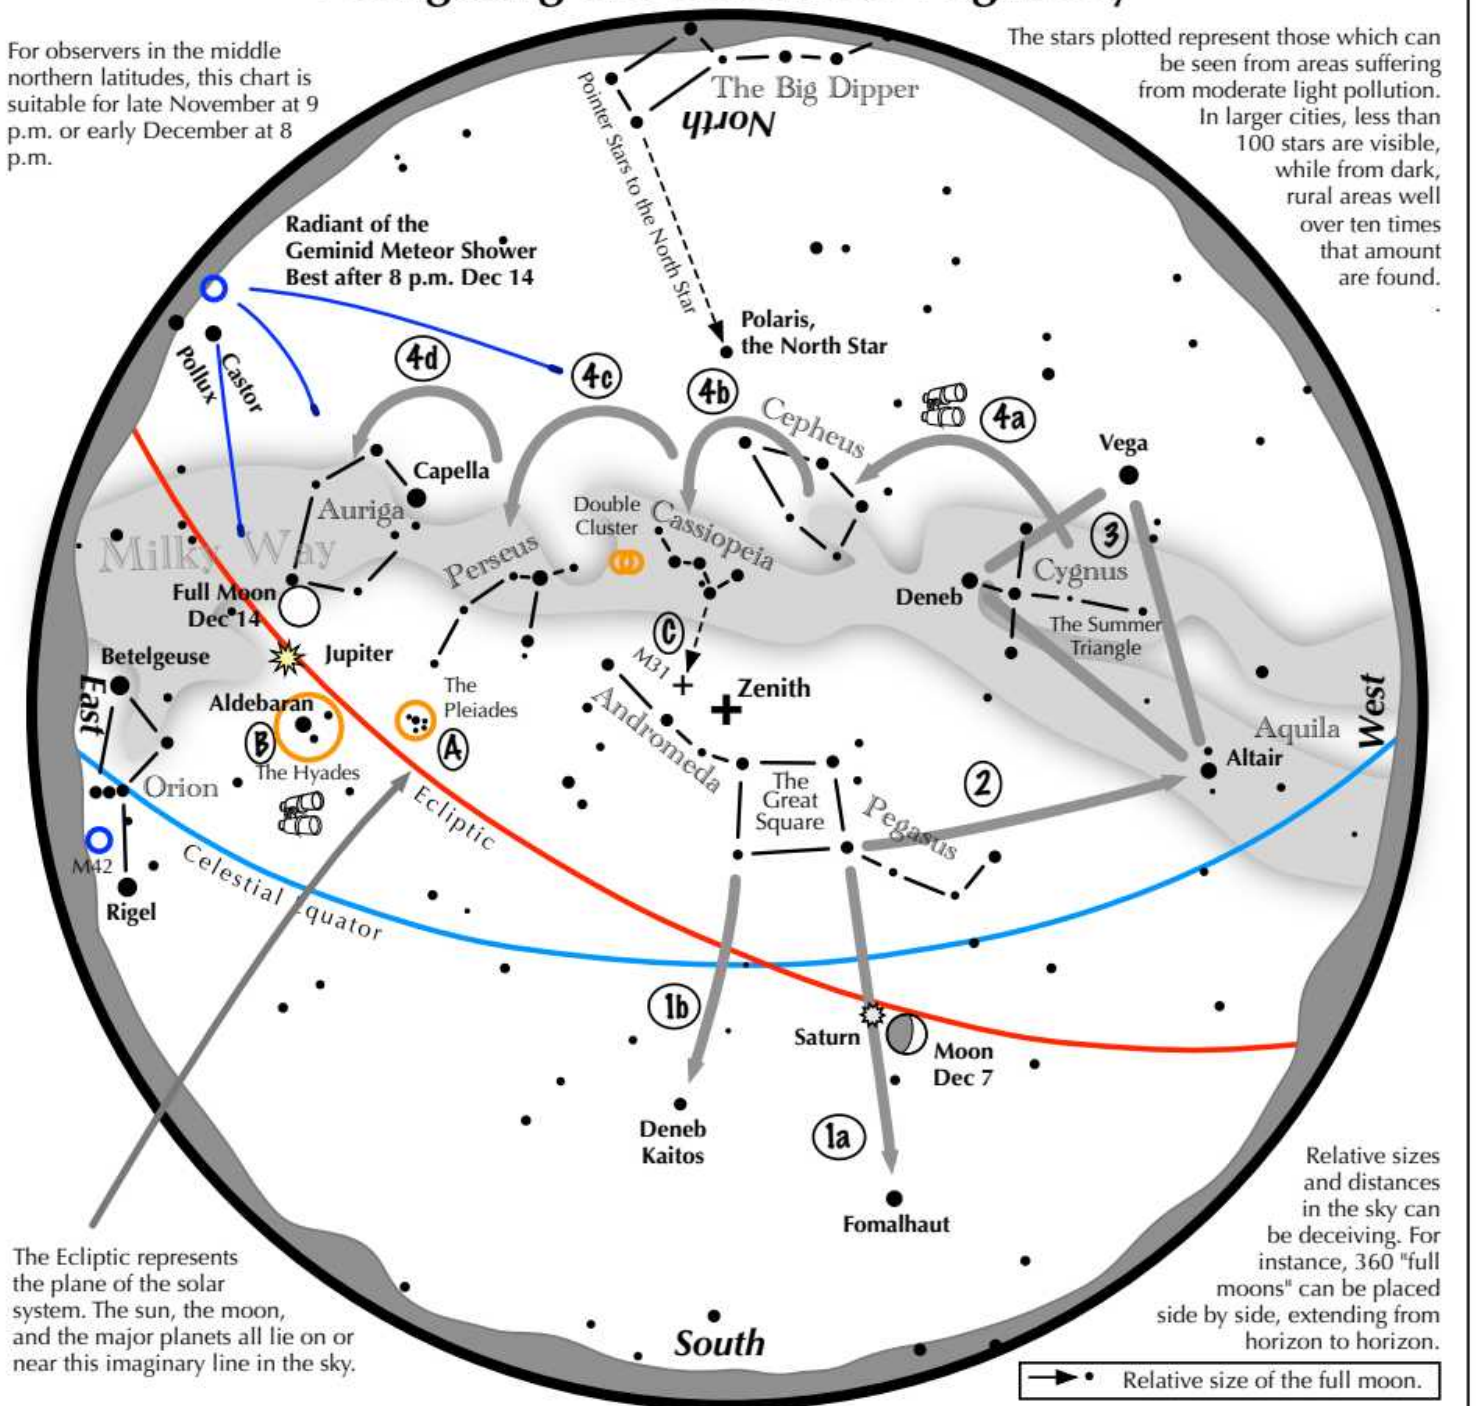 For observers in the middle
northern latitudes, this chart is
suitable for late November at 9
p.m. or early December at 8
p.m.
The stars plotted represent those which can
be seen from areas suffering
from moderate light pollution.
In larger cities, less than
100 stars are visible,
while from dark,
rural areas well
over ten times
that amount
are found.
.
The Big Dipper
North
Pointer Stars to the North Star
Radiant of the
Geminid Meteor Shower
Best after 8 p.m. Dec 14
Polaris,
the North Star
Pollux
Castor
4d
4c
4b
4a
Cepheus
Vega
Capella
Auriga
Double
Cluster
Cassiopeia
3
Milky Way
Perseus
Cygnus
Deneb
Full Moon
Dec 14
The Summer
Triangle
C
M31
Betelgeuse
Jupiter
East
Aldebaran
The
Pleiades
Zenith
West
B
A
Andromeda
Aquila
Altair
The Hyades
Orion
The
Great
Square
2
Pegasus
Ecliptic
M42
Celestial Equator
Rigel
1b
Saturn
Moon
Dec 7
Deneb
Kaitos
1a
Fomalhaut
The Ecliptic represents
the plane of the solar
system. The sun, the moon,
and the major planets all lie on or
near this imaginary line in the sky.
Relative sizes
and distances
in the sky can
be deceiving. For
instance, 360 "full
moons" can be placed
side by side, extending from
horizon to horizon.
South
Relative size of the full moon.